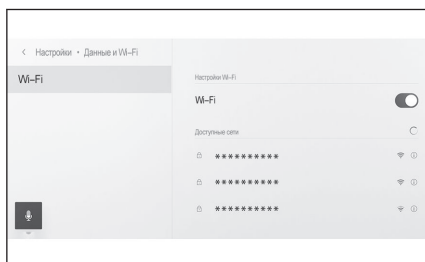 < Настройки • Данные и Wi-Fi
Wi-Fi
Настройки Wi-Fi
Wi-Fi
Доступные сети
**********
**********
**********